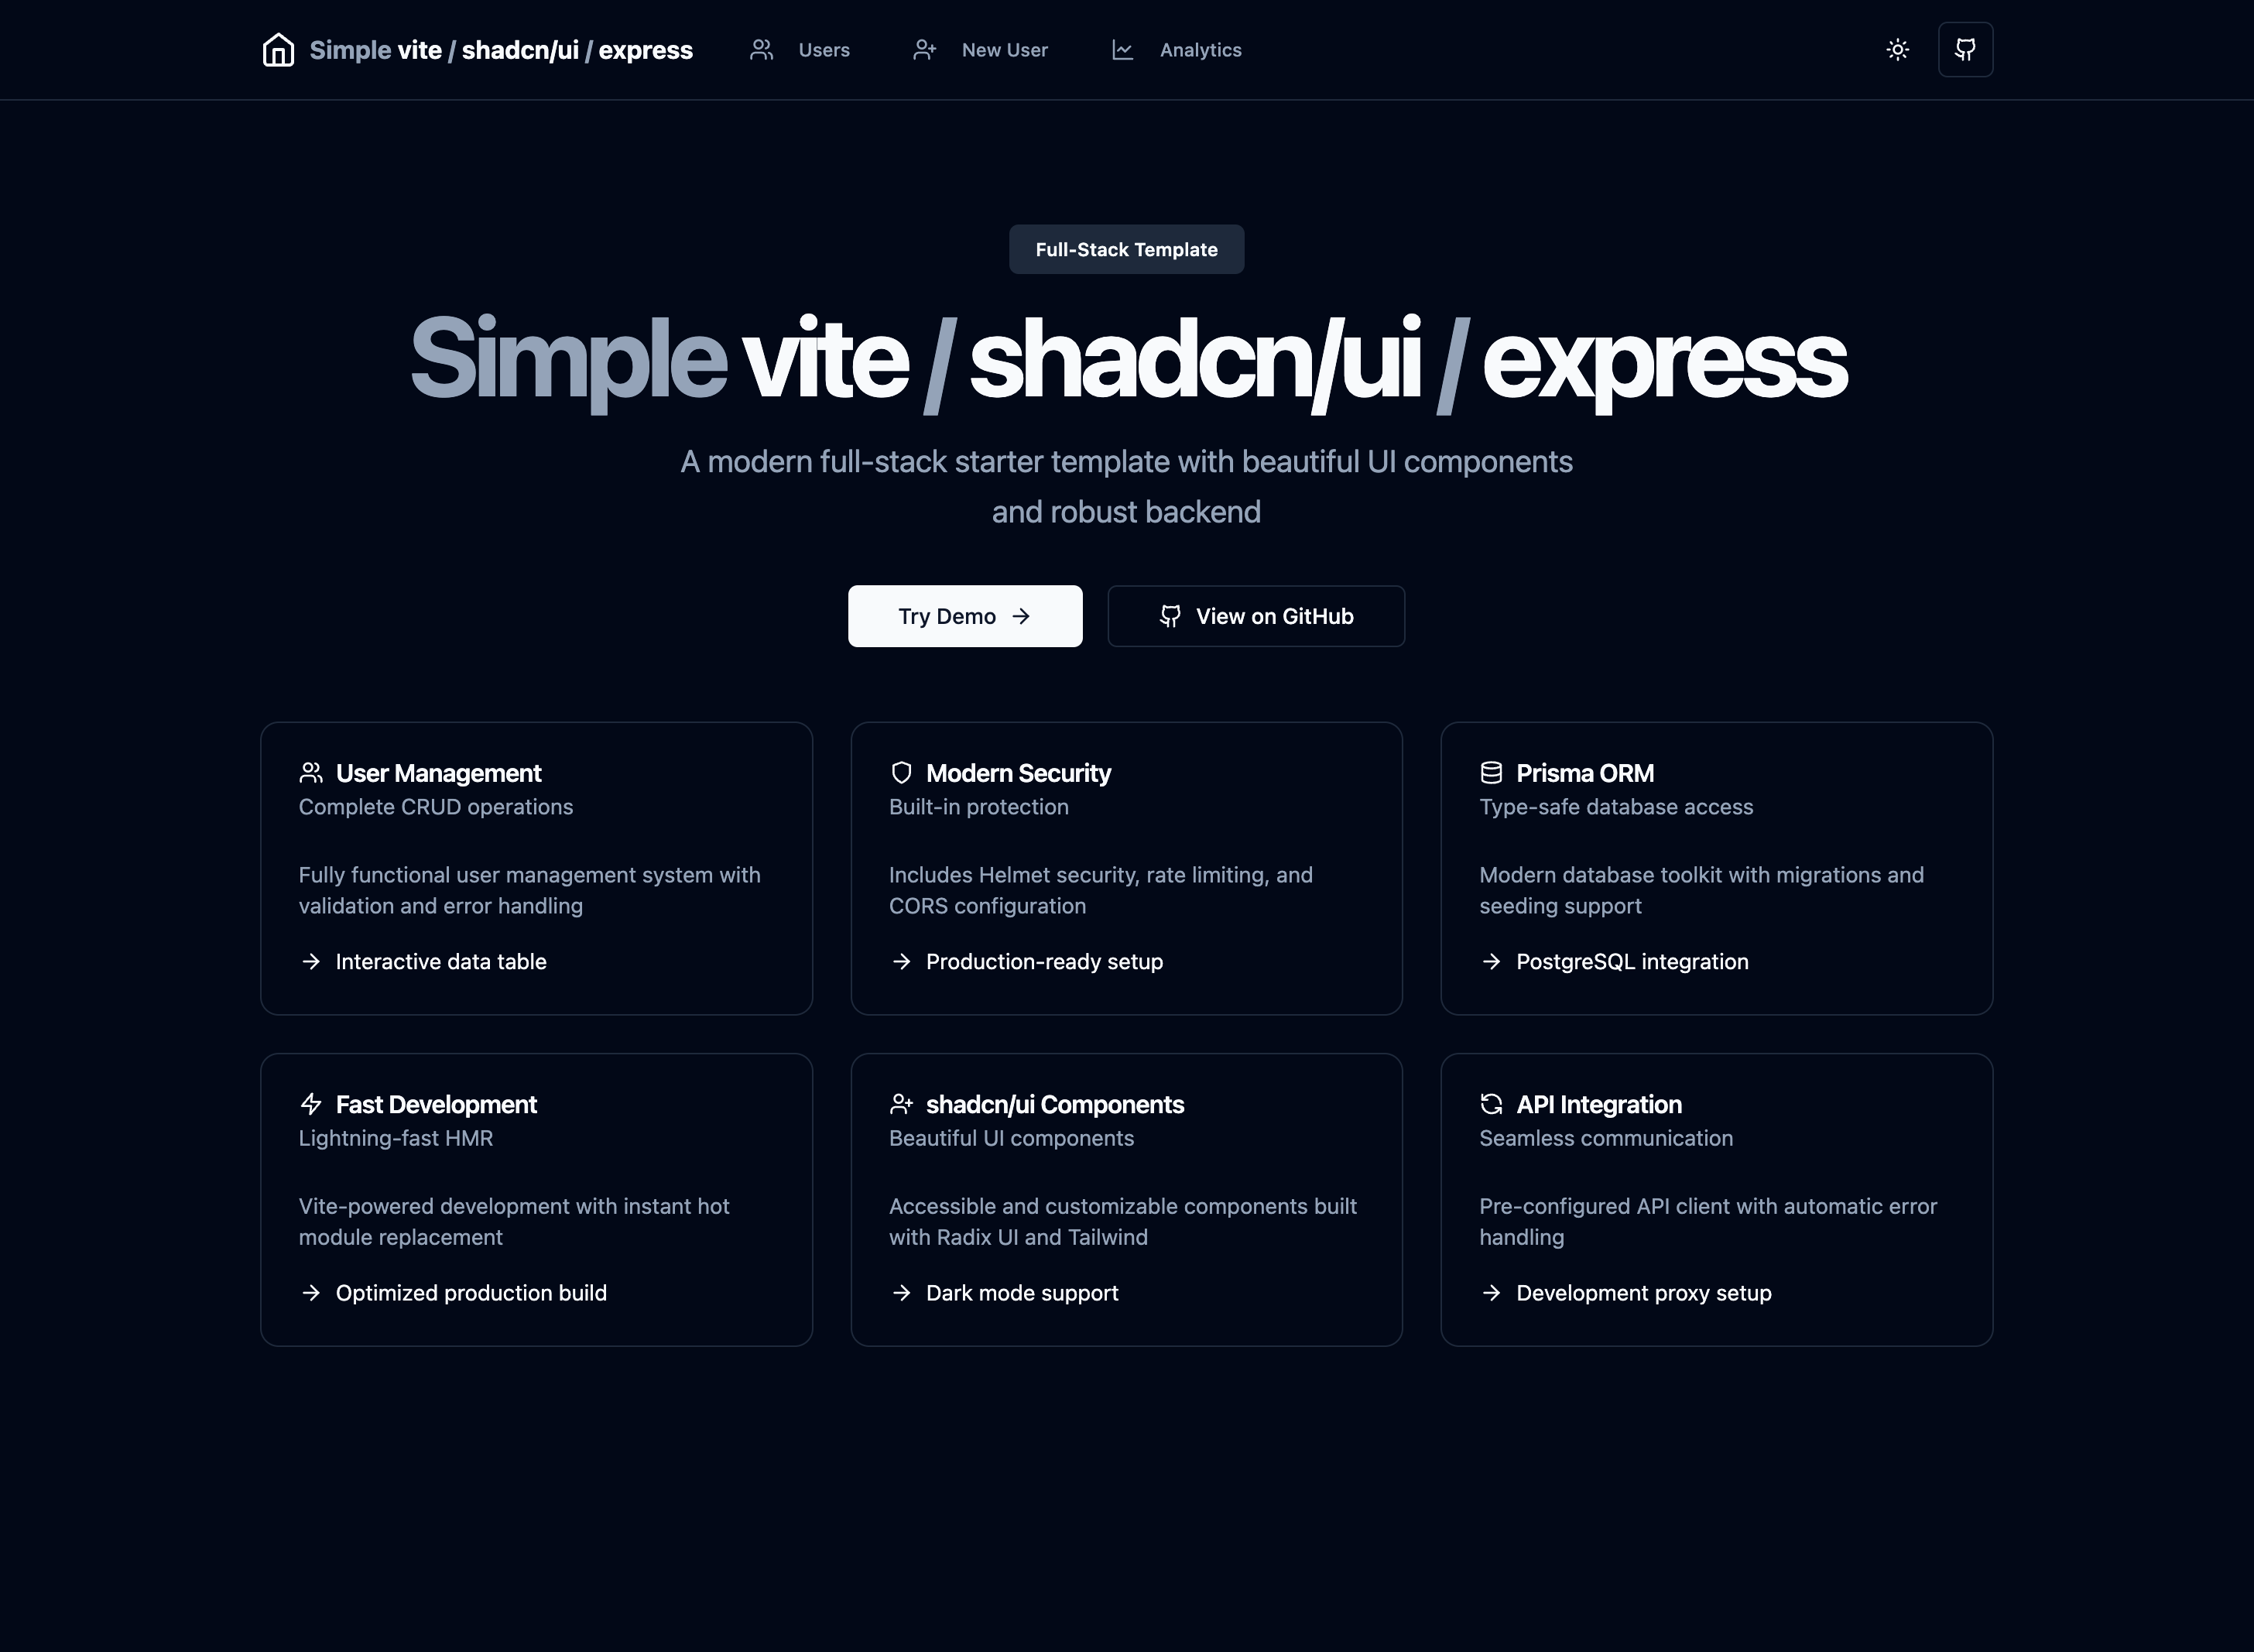 Simple vite / shadcn/ui / express
Users
New User
Analytics
Full-Stack Template
Simple vite / shadcn/ui / express
A modern full-stack starter template with beautiful UI components
and robust backend
Try Demo
View on GitHub
User Management
Complete CRUD operations
Fully functional user management system with
validation and error handling
Interactive data table
Modern Security
Built-in protection
Includes Helmet security, rate limiting, and
CORS configuration
Production-ready setup
Prisma ORM
Type-safe database access
Modern database toolkit with migrations and
seeding support
PostgreSQL integration
Fast Development
Lightning-fast HMR
Vite-powered development with instant hot
module replacement
Optimized production build
shadcn/ui Components
Beautiful UI components
Accessible and customizable components built
with Radix UI and Tailwind
Dark mode support
API Integration
Seamless communication
Pre-configured API client with automatic error
handling
Development proxy setup